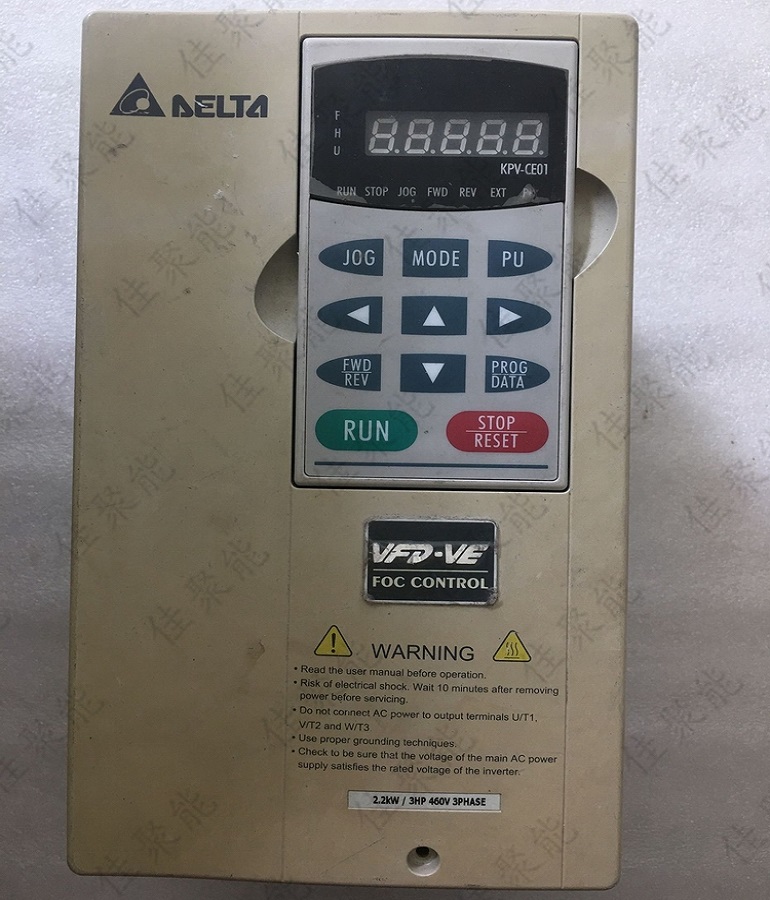 DELTA
F
H
U
8.8.8.8.8.
KPV-CE01
RUN STOP JOG FWD REV EXT
JOG MODE PU
FWD
REV
PROG
DATA
RUN
STOP
RESET
VFD-VE
FOC CONTROL
WARNING
• Read the user manual before operation.
• Risk of electrical shock. Wait 10 minutes after removing
power before servicing.
• Do not connect AC power to output terminals U/T1,
V/T2 and W/T3
• Use proper grounding techniques.
• Check to be sure that the voltage of the main AC power
supply satisfies the rated voltage of the inverter.
2.2kW / 3HP 460V 3PHASE
佳聚能